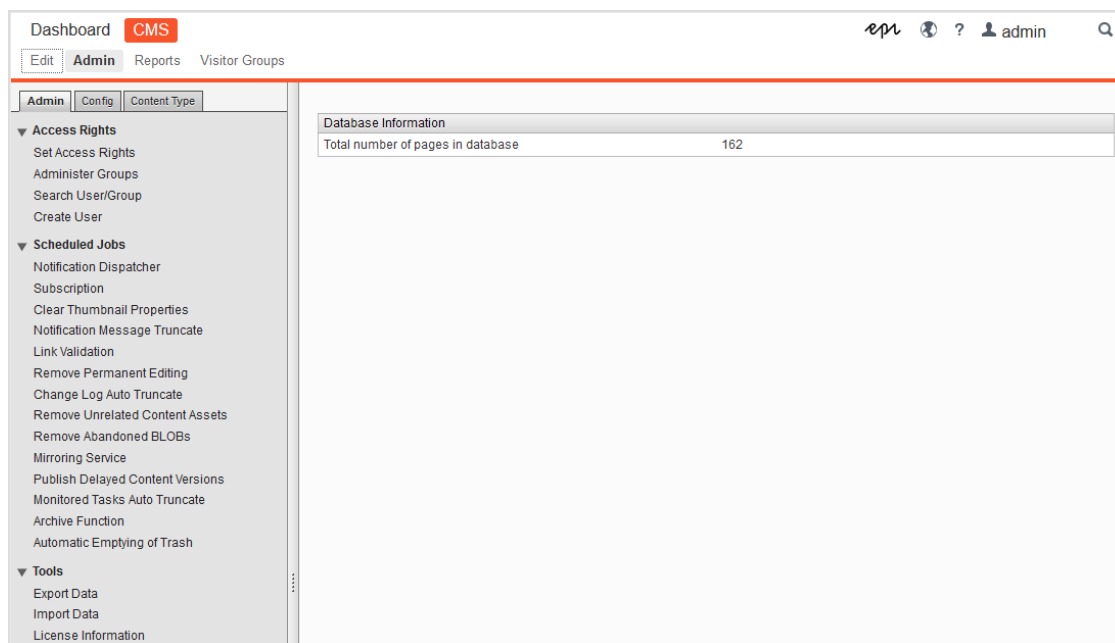 Dashboard CMS epi ? admin
Edit Admin Reports Visitor Groups
Admin Config Content Type
Access Rights
Set Access Rights
Administer Groups
Search User/Group
Create User
Scheduled Jobs
Notification Dispatcher
Subscription
Clear Thumbnail Properties
Notification Message Truncate
Link Validation
Remove Permanent Editing
Change Log Auto Truncate
Remove Unrelated Content Assets
Remove Abandoned BLOBs
Mirroring Service
Publish Delayed Content Versions
Monitored Tasks Auto Truncate
Archive Function
Automatic Emptying of Trash
Tools
Export Data
Import Data
License Information
Database Information
Total number of pages in database 162